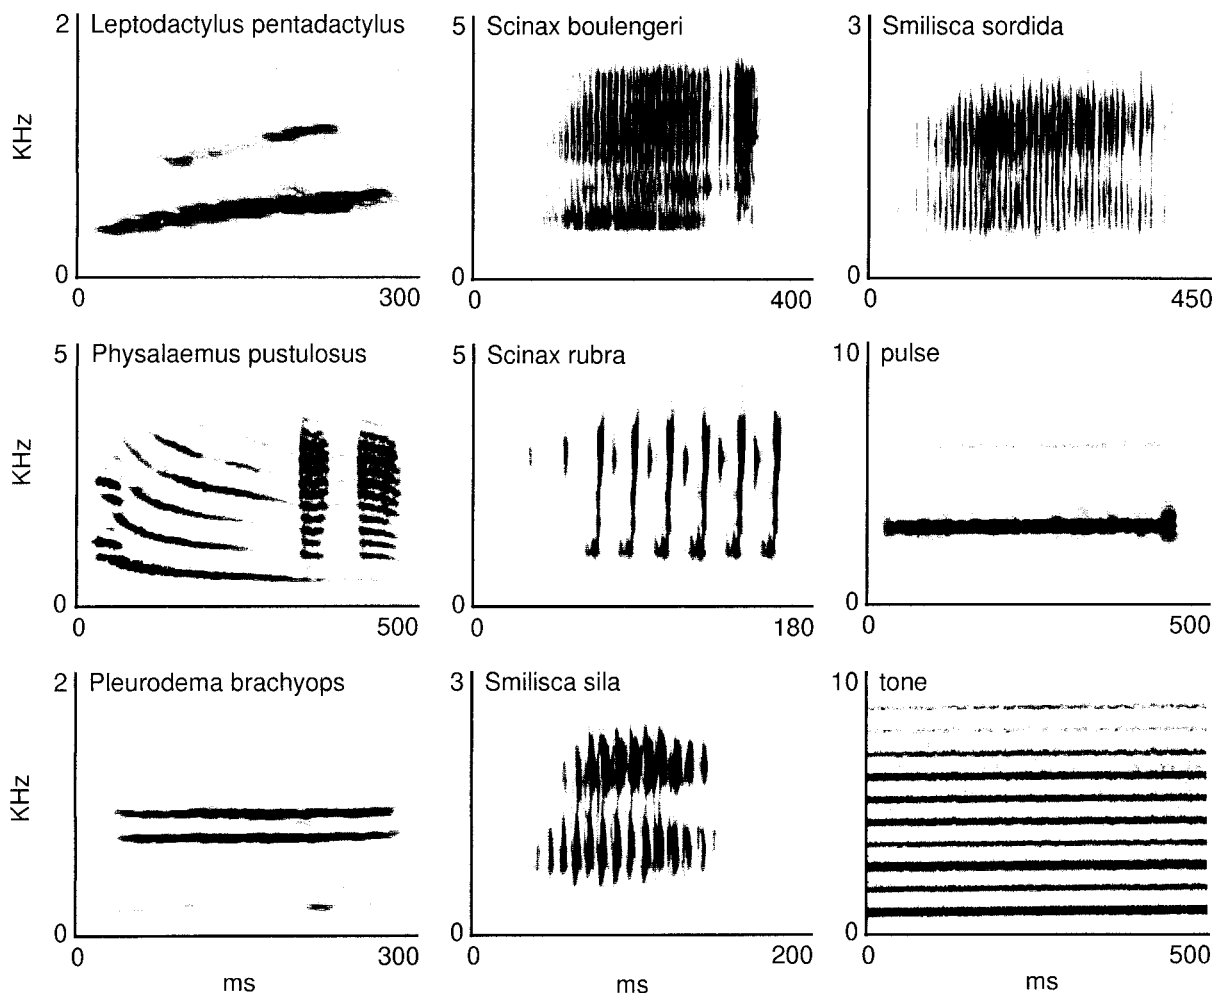 2 Leptodactylus pentadactylus
5 Scinax boulengeri
3 Smilisca sordida
KHz
0
0
0
0 300
0 400
0 450
5 Physalaemus pustulosus
5 Scinax rubra
10 pulse
KHz
0
0
0
0 500
0 180
0 500
2 Pleurodema brachyops
3 Smilisca sila
10 tone
KHz
0
0
0
0 300
0 200
0 500
ms
ms
ms